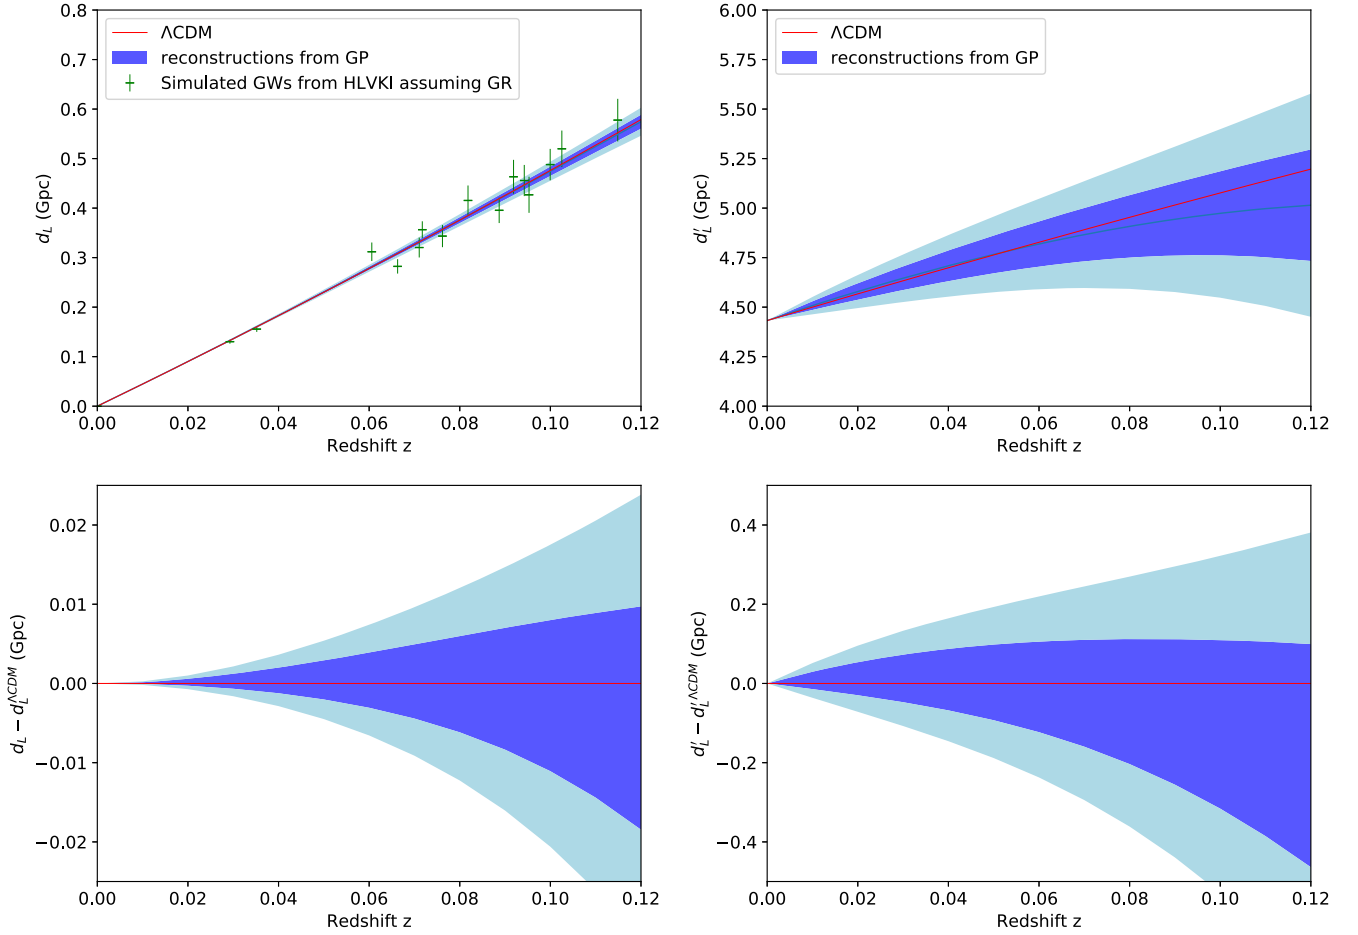 0.8
0.7
0.6
0.5
0.4
0.3
0.2
0.1
0.0
d_L (Gpc)
ΛCDM
reconstructions from GP
Simulated GWs from HLVKI assuming GR
0.00 0.02 0.04 0.06 0.08 0.10 0.12
Redshift z
6.00
5.75
5.50
5.25
5.00
4.75
4.50
4.25
4.00
d′_L (Gpc)
ΛCDM
reconstructions from GP
0.00 0.02 0.04 0.06 0.08 0.10 0.12
Redshift z
0.02
0.01
0.00
−0.01
−0.02
d_L − d_L^ΛCDM (Gpc)
0.00 0.02 0.04 0.06 0.08 0.10 0.12
Redshift z
0.4
0.2
0.0
−0.2
−0.4
d′_L − d′_L^ΛCDM (Gpc)
0.00 0.02 0.04 0.06 0.08 0.10 0.12
Redshift z